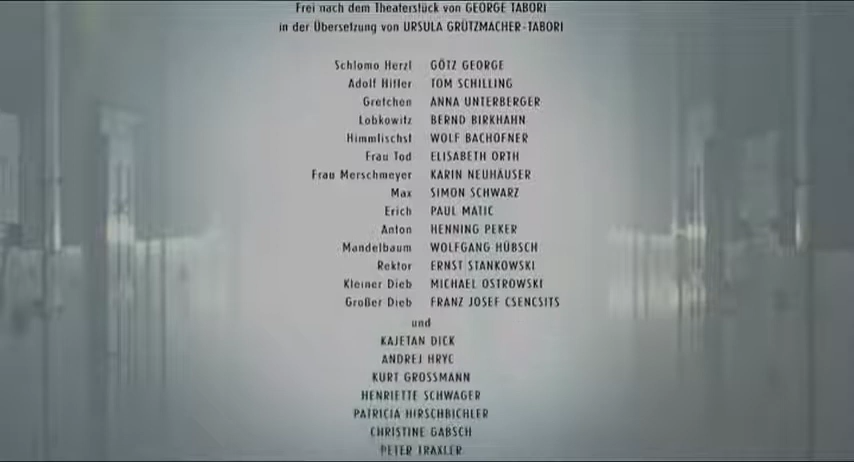 Frei nach dem Theaterstück von GEORGE TABORI
in der Übersetzung von URSULA GRÜTZMACHER-TABORI
Schlomo Herzl GÖTZ GEORGE
Adolf Hitler TOM SCHILLING
Gretchen ANNA UNTERBERGER
Lobkowitz BERND BIRKHAHN
Himmlischst WOLF BACHOFNER
Frau Tod ELISABETH ORTH
Frau Merschmeyer KARIN NEUHÄUSER
Max SIMON SCHWARZ
Erich PAUL MATIC
Anton HENNING PEKER
Mandelbaum WOLFGANG HÜBSCH
Rektor ERNST STANKOWSKI
Kleiner Dieb MICHAEL OSTROWSKI
Großer Dieb FRANZ JOSEF CSENCSITS
und
KAJETAN DICK
ANDREJ HRYC
KURT GROSSMANN
HENRIETTE SCHWAGER
PATRICIA HIRSCHBICHLER
CHRISTINE GABSCH
PETER TRAXLER